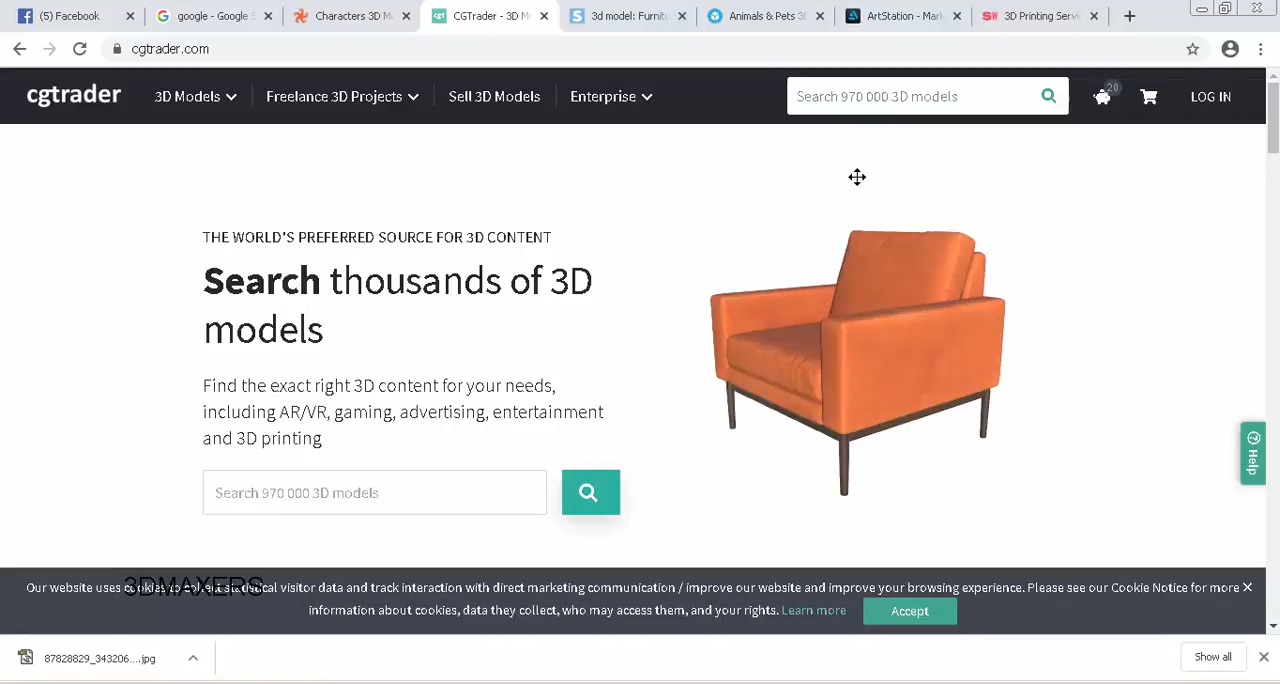 (5) Facebook
google - Google S
Characters 3D M
CGTrader - 3D M
3d model: Furnitu
Animals & Pets 3D
ArtStation - Mark
3D Printing Servi
cgtrader.com
cgtrader
3D Models
Freelance 3D Projects
Sell 3D Models
Enterprise
Search 970 000 3D models
20
LOG IN
THE WORLD'S PREFERRED SOURCE FOR 3D CONTENT
Search thousands of 3D
models
Find the exact right 3D content for your needs,
including AR/VR, gaming, advertising, entertainment
and 3D printing
Search 970 000 3D models
Help
3DMAXERS
Our website uses cookies to collect statistical visitor data and track interaction with direct marketing communication / improve our website and improve your browsing experience. Please see our Cookie Notice for more
information about cookies, data they collect, who may access them, and your rights. Learn more
Accept
87828829_343206....jpg
Show all